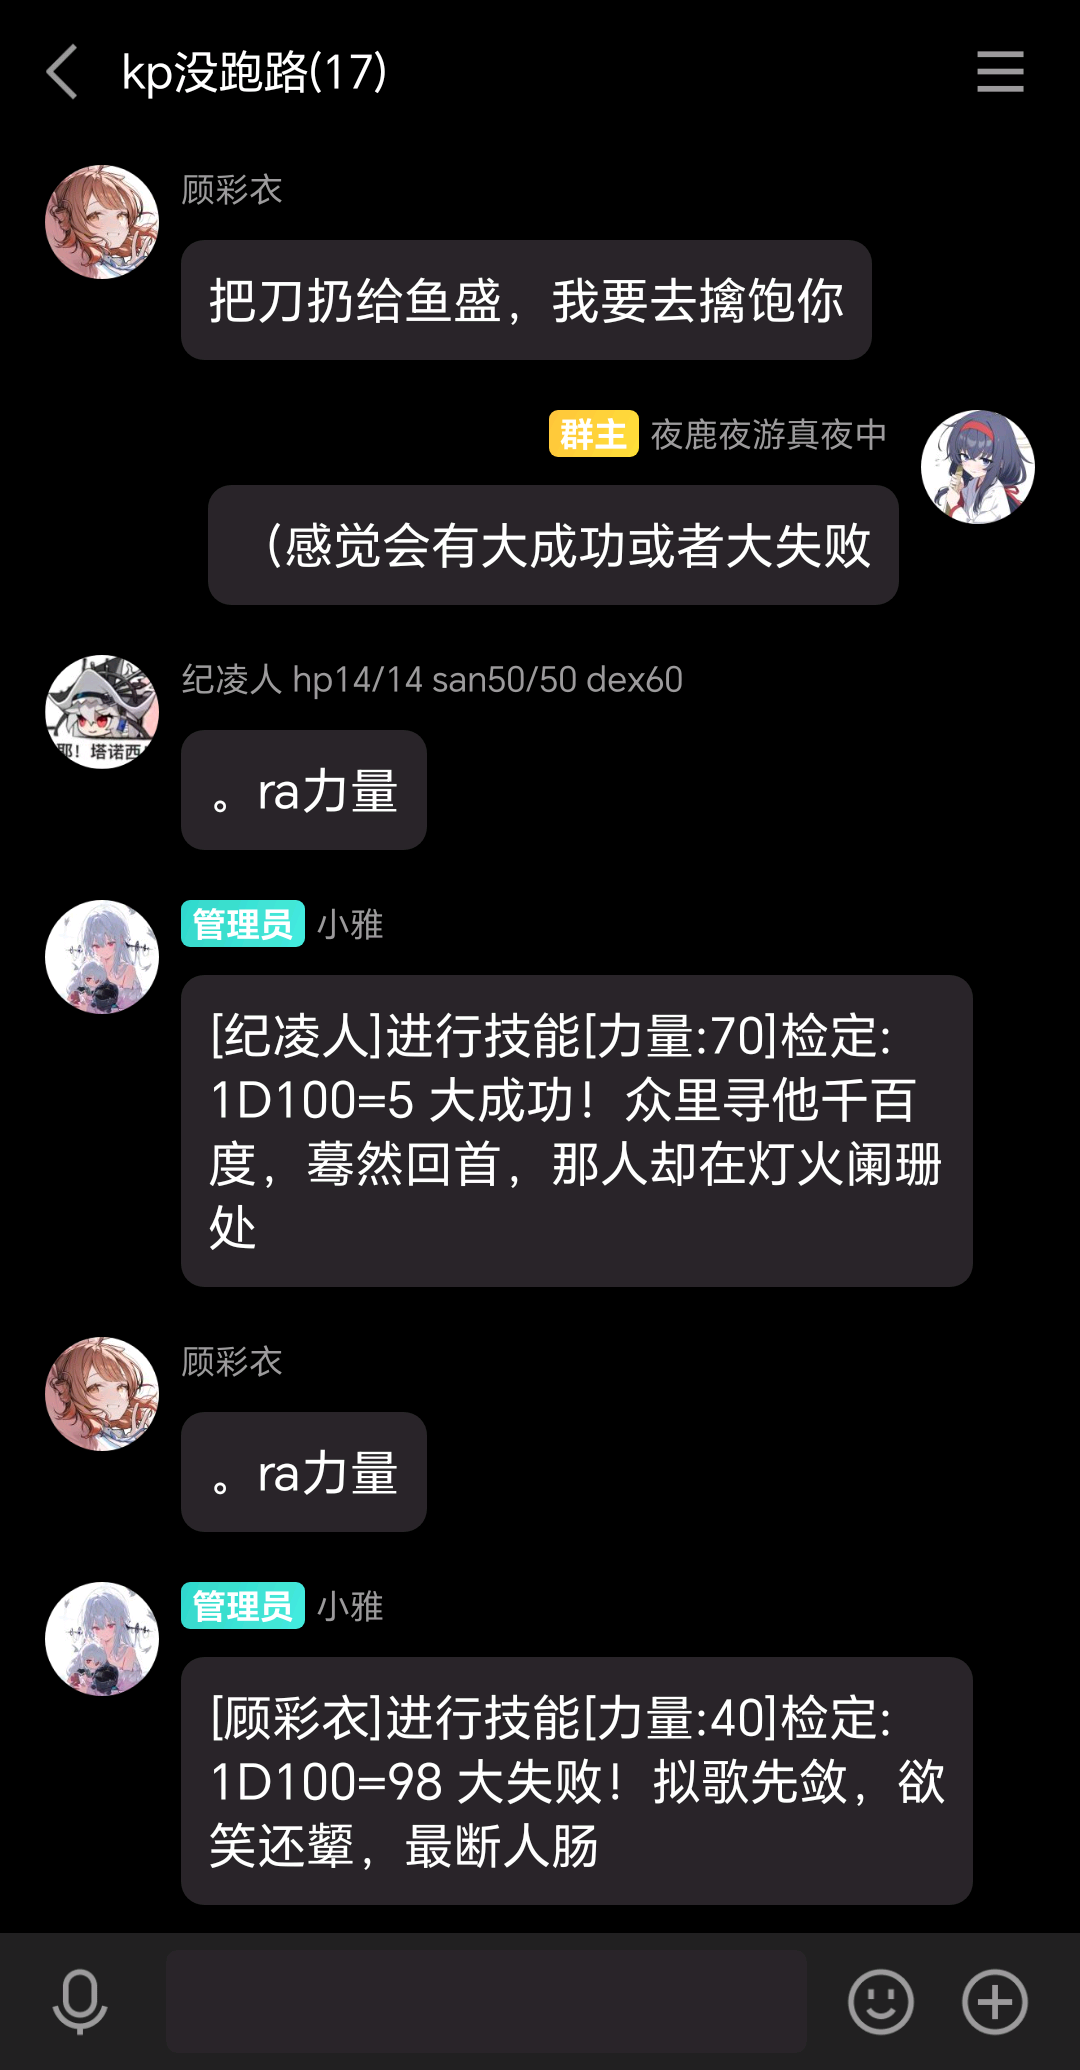 kp没跑路(17)
顾彩衣
把刀扔给鱼盛，我要去擒饱你
群主 夜鹿夜游真夜中
（感觉会有大成功或者大失败
纪凌人 hp14/14 san50/50 dex60
耶！塔诺西
。ra力量
管理员 小雅
[纪凌人]进行技能[力量:70]检定:
1D100=5 大成功！众里寻他千百
度，蓦然回首，那人却在灯火阑珊
处
顾彩衣
。ra力量
管理员 小雅
[顾彩衣]进行技能[力量:40]检定:
1D100=98 大失败！拟歌先敛，欲
笑还颦，最断人肠